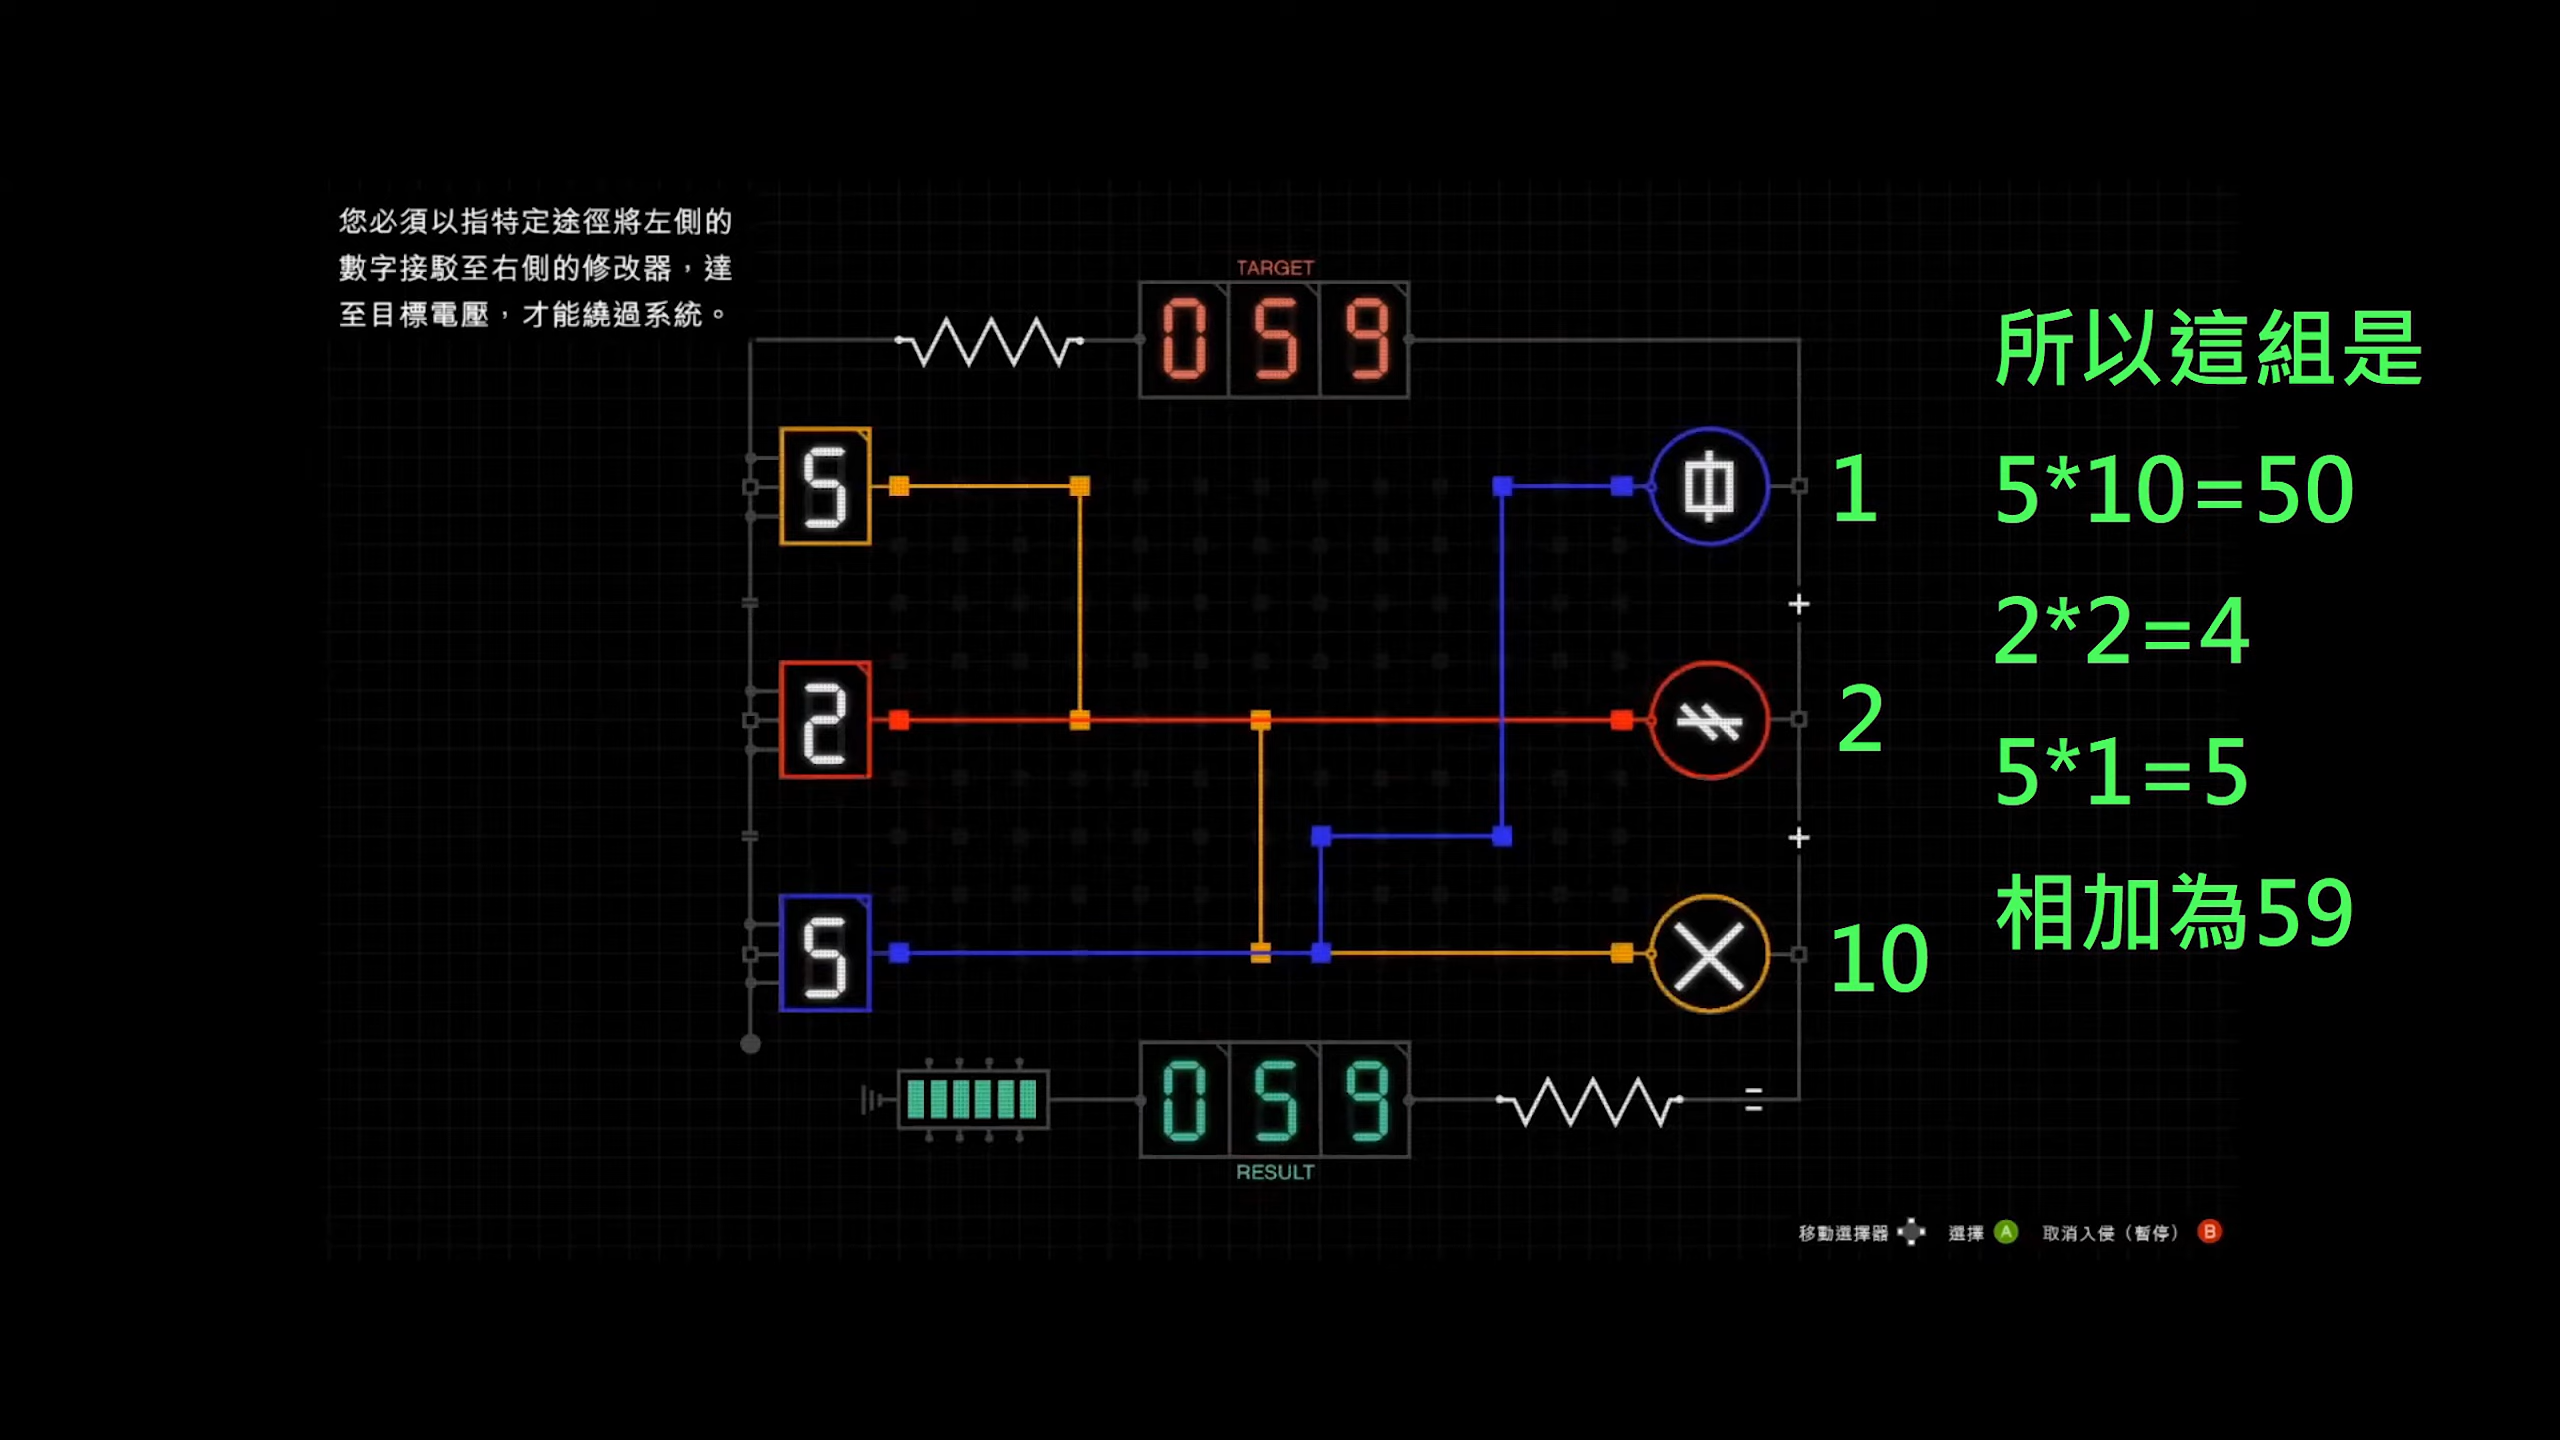 您必須以指特定途徑將左側的
數字接駁至右側的修改器，達
至目標電壓，才能繞過系統。
TARGET
059
所以這組是
5
1
5*10=50
2*2=4
2
2
5*1=5
相加為59
5
10
059
=
RESULT
移動選擇器 選擇 A 取消入侵（暫停） B